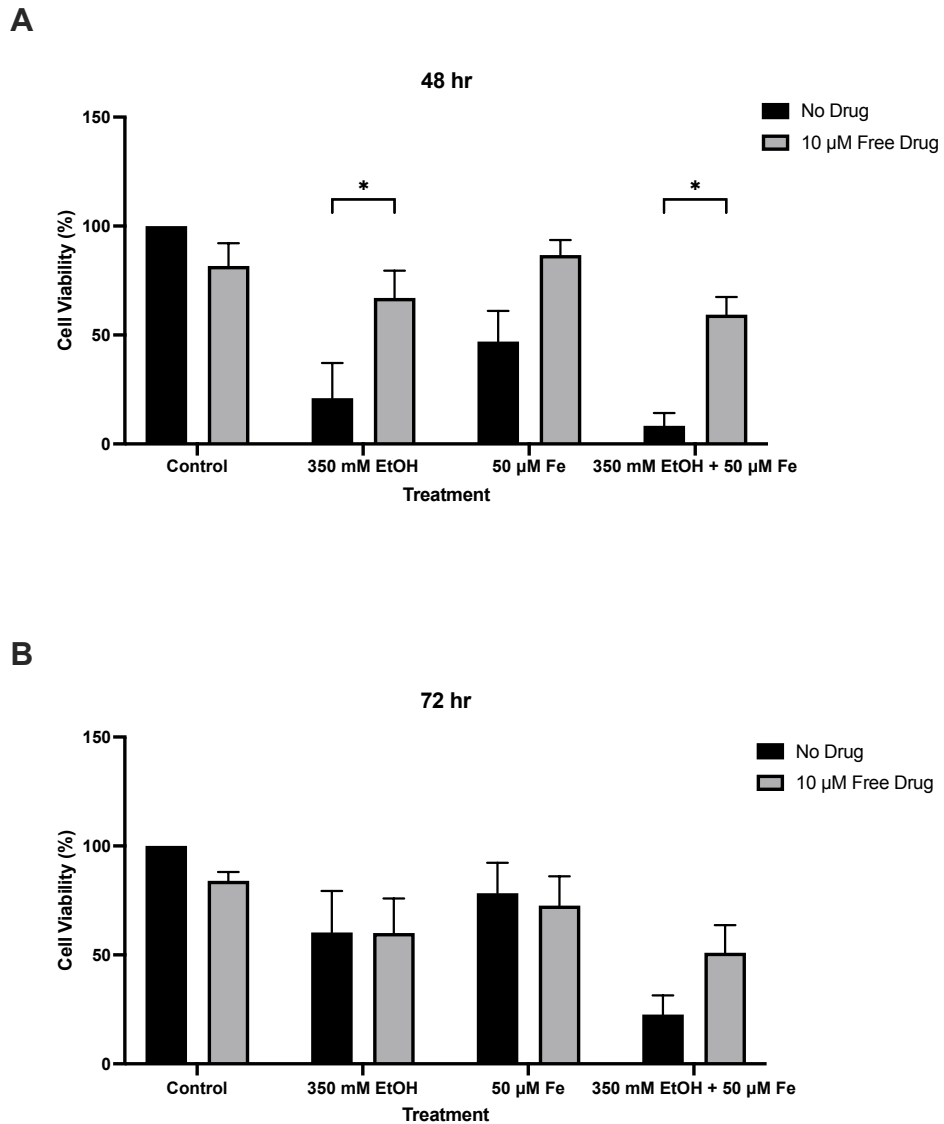 A
48 hr
No Drug
10 µM Free Drug
150
100
50
0
Cell Viability (%)
* *
Control 350 mM EtOH 50 µM Fe 350 mM EtOH + 50 µM Fe
Treatment
B
72 hr
No Drug
10 µM Free Drug
150
100
50
0
Cell Viability (%)
Control 350 mM EtOH 50 µM Fe 350 mM EtOH + 50 µM Fe
Treatment